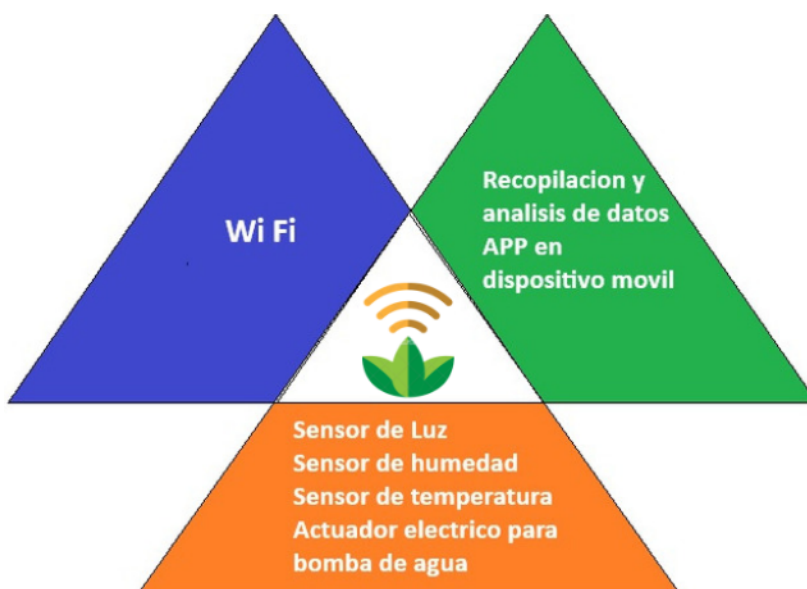 Wi Fi
Recopilacion y
analisis de datos
APP en
dispositivo movil
Sensor de Luz
Sensor de humedad
Sensor de temperatura
Actuador electrico para
bomba de agua